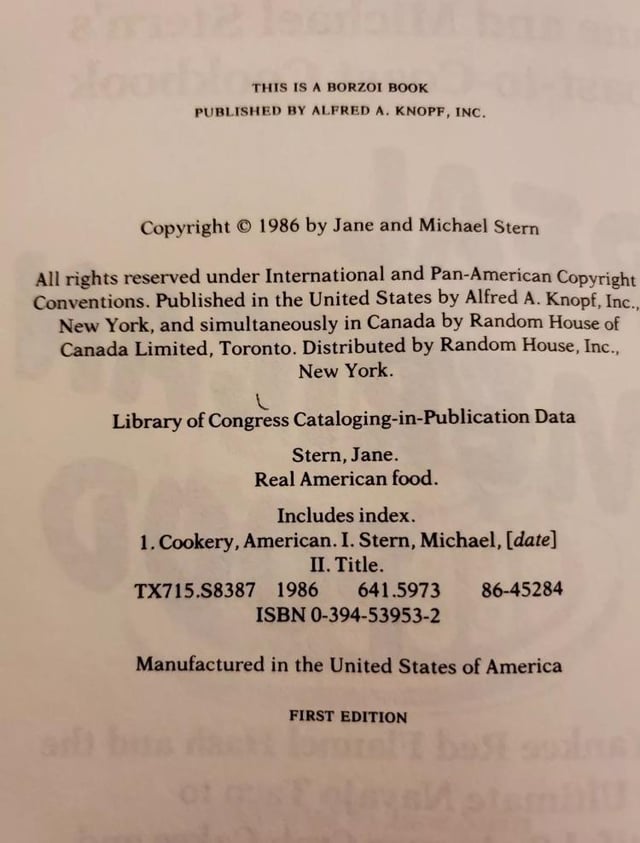 THIS IS A BORZOI BOOK
PUBLISHED BY ALFRED A. KNOPF, INC.
Copyright © 1986 by Jane and Michael Stern
All rights reserved under International and Pan-American Copyright
Conventions. Published in the United States by Alfred A. Knopf, Inc.,
New York, and simultaneously in Canada by Random House of
Canada Limited, Toronto. Distributed by Random House, Inc.,
New York.
Library of Congress Cataloging-in-Publication Data
Stern, Jane.
Real American food.
Includes index.
1. Cookery, American. I. Stern, Michael, [date]
II. Title.
TX715.S8387 1986 641.5973 86-45284
ISBN 0-394-53953-2
Manufactured in the United States of America
FIRST EDITION